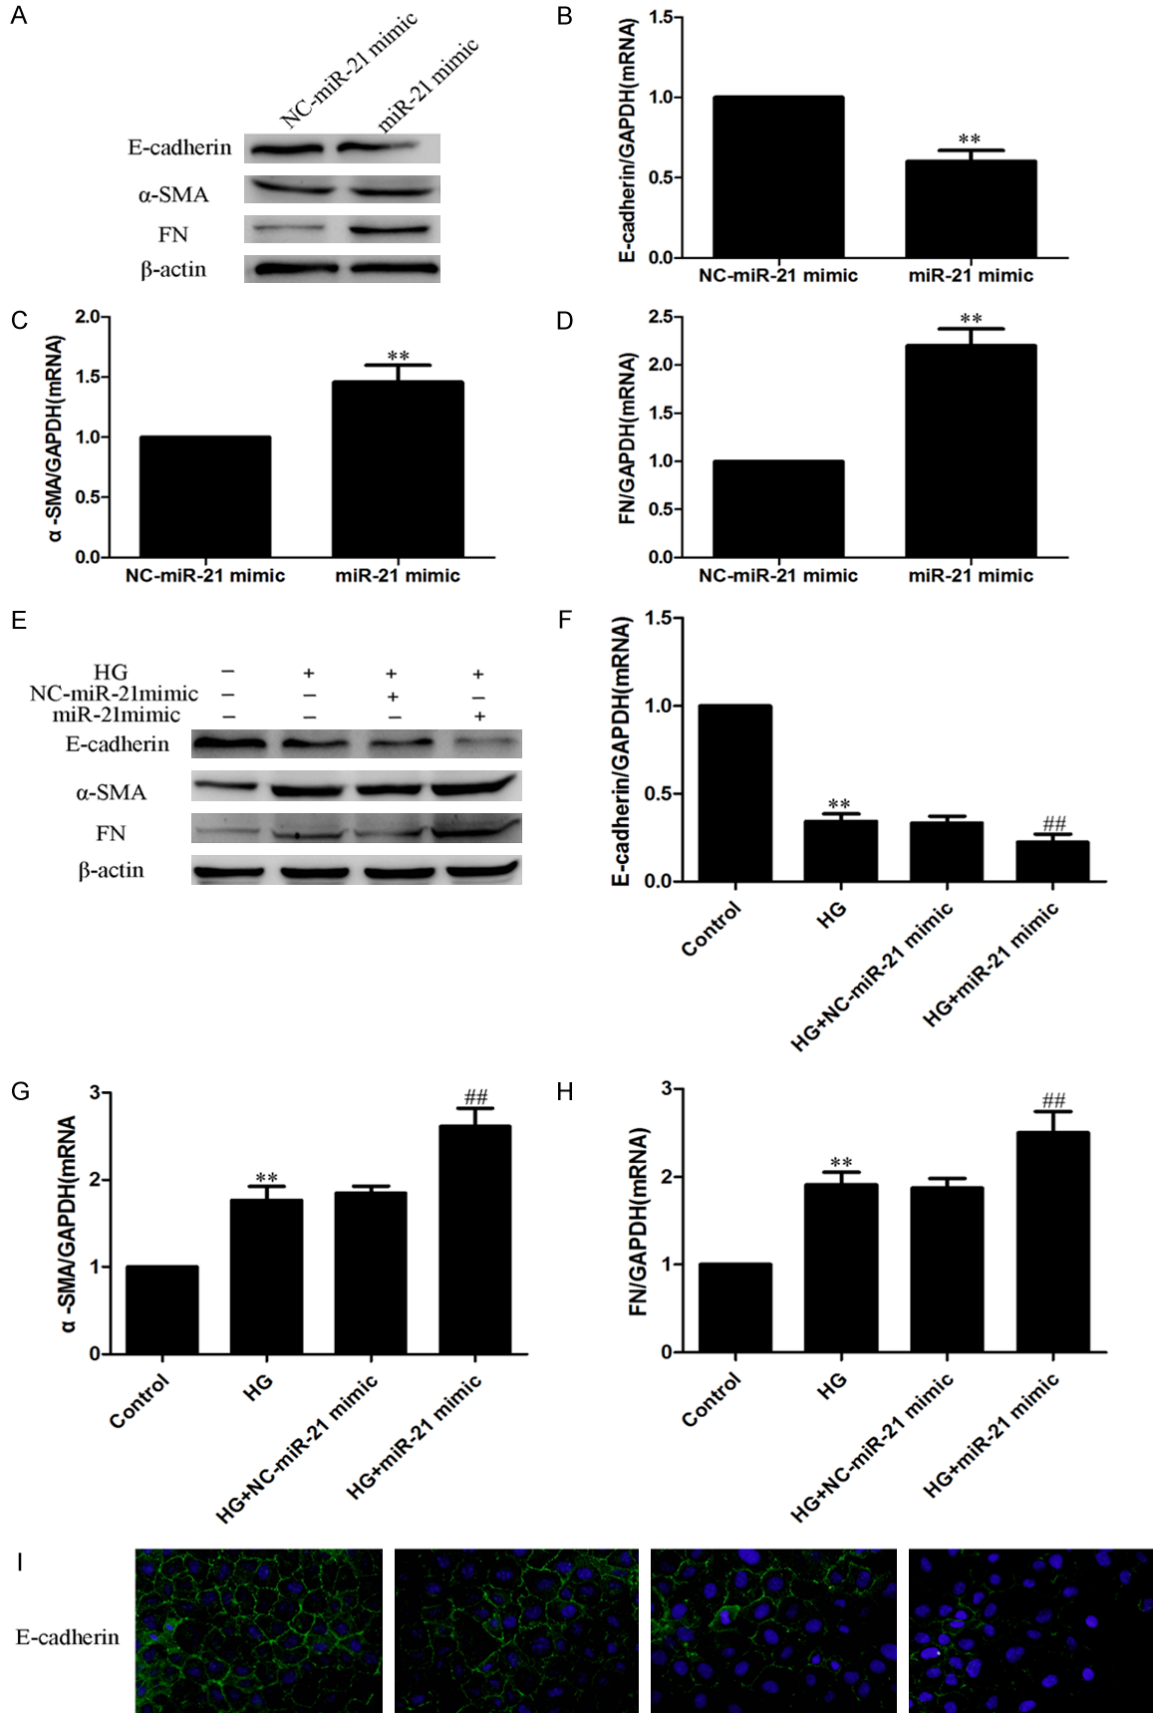 A
NC-miR-21 mimic
miR-21 mimic
E-cadherin
α-SMA
FN
β-actin
B
E-cadherin/GAPDH(mRNA)
1.5
1.0
0.5
0.0
**
NC-miR-21 mimic
miR-21 mimic
C
α -SMA/GAPDH(mRNA)
2.0
1.5
1.0
0.5
0.0
**
NC-miR-21 mimic
miR-21 mimic
D
FN/GAPDH(mRNA)
2.5
2.0
1.5
1.0
0.5
0.0
**
NC-miR-21 mimic
miR-21 mimic
E
HG − + + +
NC-miR-21mimic − − + −
miR-21mimic − − − +
E-cadherin
α-SMA
FN
β-actin
F
E-cadherin/GAPDH(mRNA)
1.5
1.0
0.5
0.0
**
##
Control
HG
HG+NC-miR-21 mimic
HG+miR-21 mimic
G
α -SMA/GAPDH(mRNA
3
2
1
0
**
##
Control
HG
HG+NC-miR-21 mimic
HG+miR-21 mimic
H
FN/GAPDH(mRNA)
3
2
1
0
**
##
Control
HG
HG+NC-miR-21 mimic
HG+miR-21 mimic
I
E-cadherin